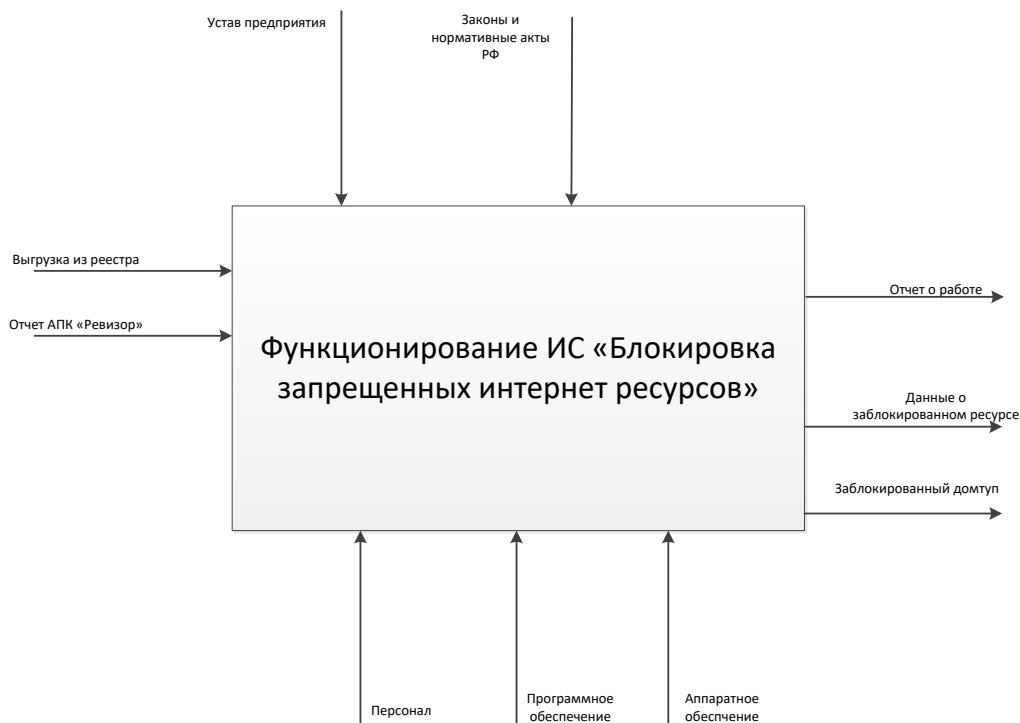 Устав предприятия
Законы и
нормативные акты
РФ
Выгрузка из реестра
Отчет АПК «Ревизор»
Функционирование ИС «Блокировка
запрещенных интернет ресурсов»
Отчет о работе
Данные о
заблокированном ресурсе
Заблокированный домтуп
Персонал
Программное
обеспечение
Аппаратное
обеспчение